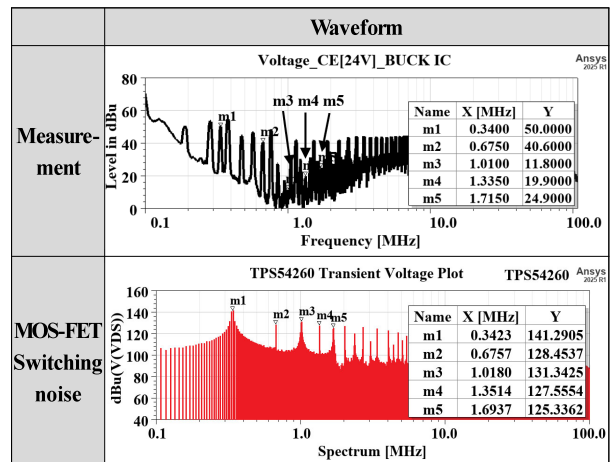 Waveform
Measure-
ment
Voltage_CE[24V]_BUCK IC
Ansys
2025 R1
80
60
40
20
0
Level in dBu
m1
m2
m3 m4 m5
Name X [MHz] Y
m1 0.3400 50.0000
m2 0.6750 40.6000
m3 1.0100 11.8000
m4 1.3350 19.9000
m5 1.7150 24.9000
0.1 1.0 10.0 100.0
Frequency [MHz]
MOS-FET
Switching
noise
TPS54260 Transient Voltage Plot
TPS54260
Ansys
2025 R1
160
140
120
100
80
60
40
dBu(V(VDS))
m1
m2 m3 m4 m5
Name X [MHz] Y
m1 0.3423 141.2905
m2 0.6757 128.4537
m3 1.0180 131.3425
m4 1.3514 127.5554
m5 1.6937 125.3362
0.1 1.0 10.0 100.0
Spectrum [MHz]